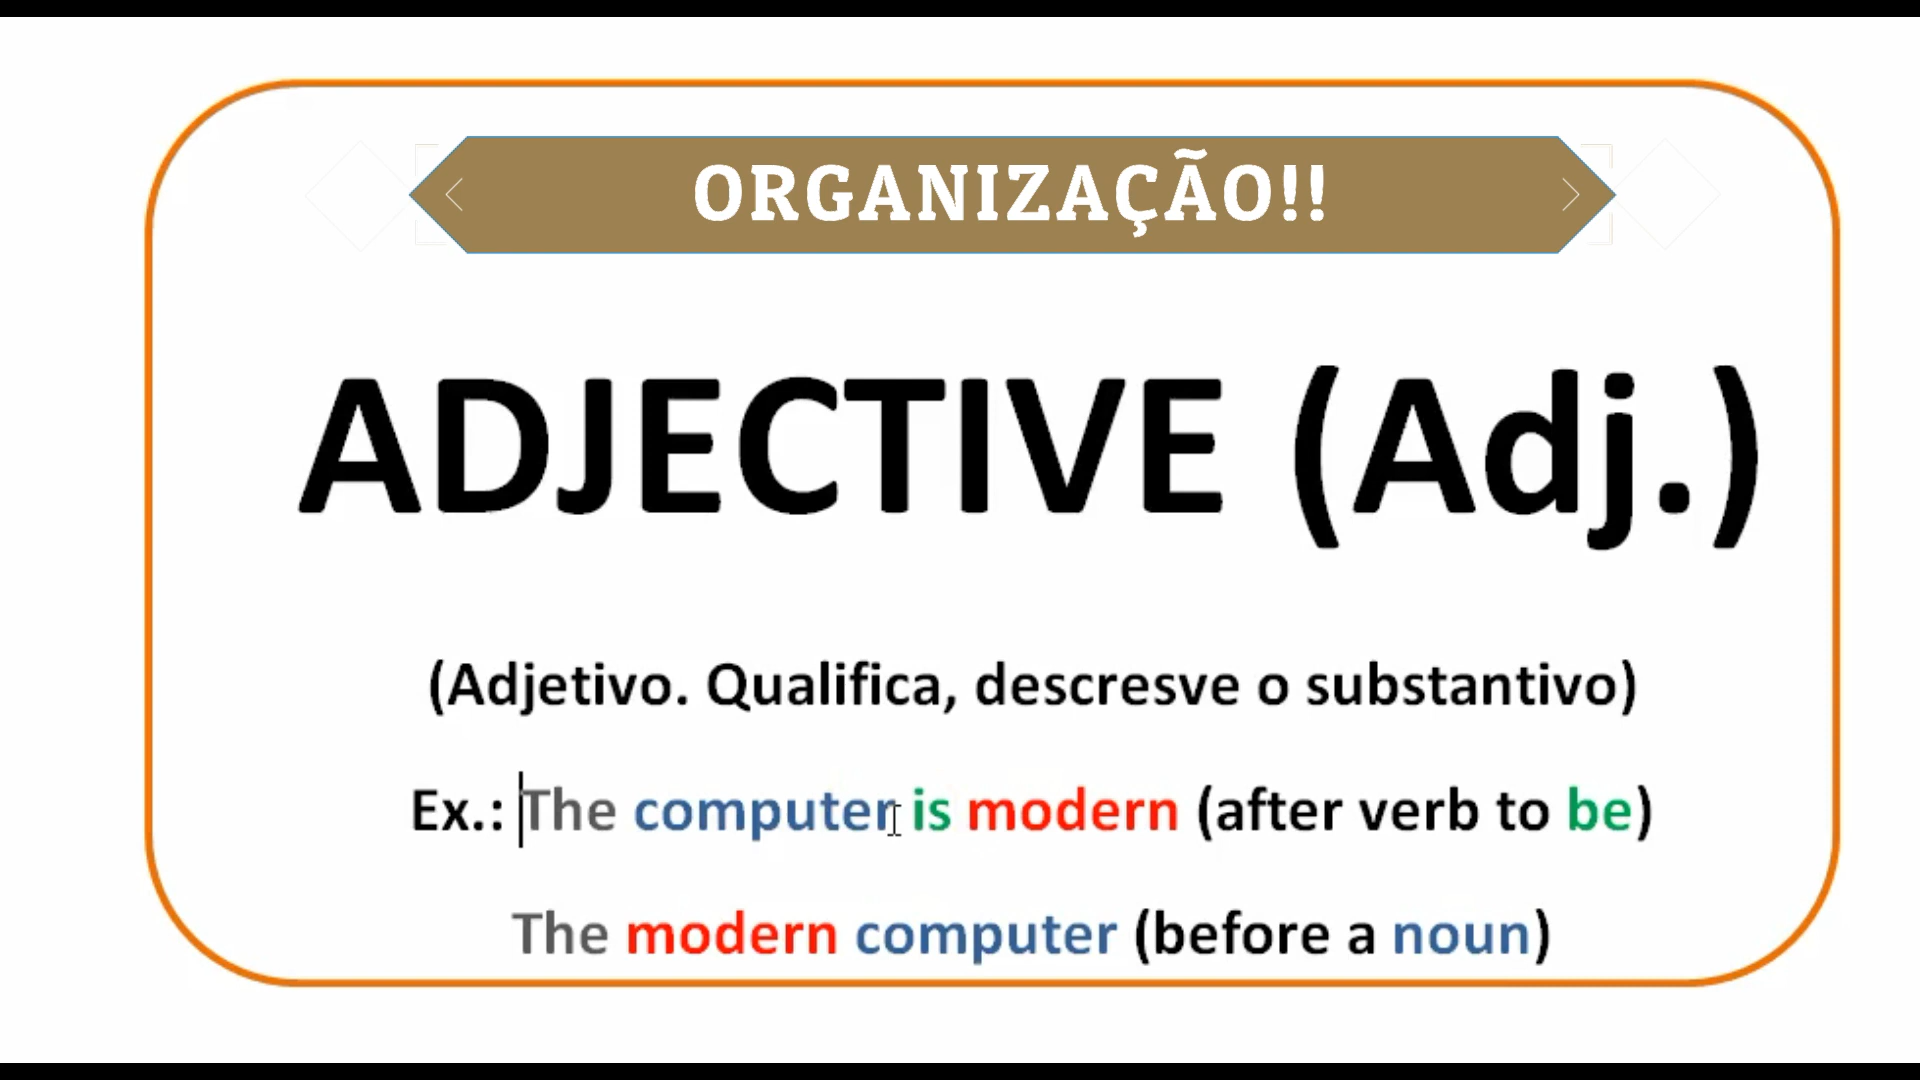 ORGANIZAÇÃO!!
ADJECTIVE (Adj.)
(Adjetivo. Qualifica, descresve o substantivo)
Ex.: The computer is modern (after verb to be)
The modern computer (before a noun)